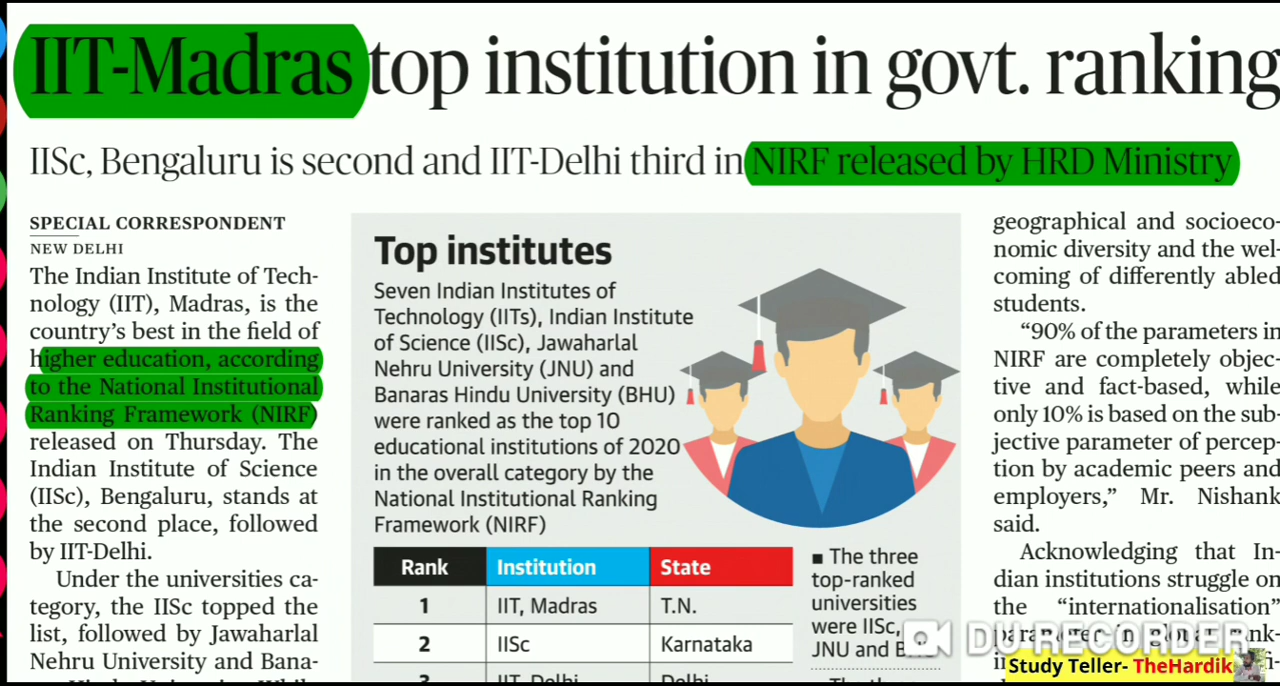 IIT-Madras top institution in govt. ranking
IISc, Bengaluru is second and IIT-Delhi third in NIRF released by HRD Ministry
SPECIAL CORRESPONDENT
NEW DELHI
The Indian Institute of Tech-
nology (IIT), Madras, is the
country's best in the field of
higher education, according
to the National Institutional
Ranking Framework (NIRF)
released on Thursday. The
Indian Institute of Science
(IISc), Bengaluru, stands at
the second place, followed
by IIT-Delhi.
Under the universities ca-
tegory, the IISc topped the
list, followed by Jawaharlal
Nehru University and Bana-
Top institutes
Seven Indian Institutes of
Technology (IITs), Indian Institute
of Science (IISc), Jawaharlal
Nehru University (JNU) and
Banaras Hindu University (BHU)
were ranked as the top 10
educational institutions of 2020
in the overall category by the
National Institutional Ranking
Framework (NIRF)
Rank Institution State
1 IIT, Madras T.N.
2 IISc Karnataka
3 IIT, Delhi Delhi
■ The three
top-ranked
universities
were IISc,
JNU and
geographical and socioeco-
nomic diversity and the wel-
coming of differently abled
students.
"90% of the parameters in
NIRF are completely objec-
tive and fact-based, while
only 10% is based on the sub-
jective parameter of percep-
tion by academic peers and
employers," Mr. Nishank
said.
Acknowledging that In-
dian institutions struggle on
the "internationalisation"
DU RECORDER
Study Teller- TheHardik